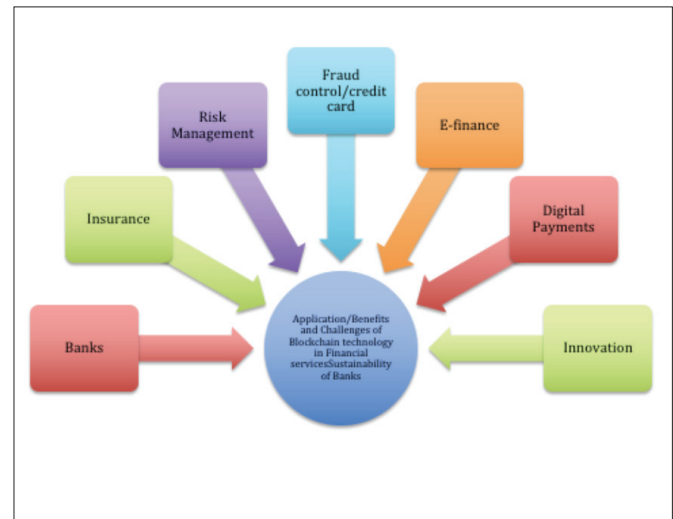 Fraud
control/credit
card
Risk
Management
E-finance
Insurance
Digital
Payments
Banks
Application/Benefits
and Challenges of
Blockchain technology
in Financial
servicesSustainability
of Banks
Innovation